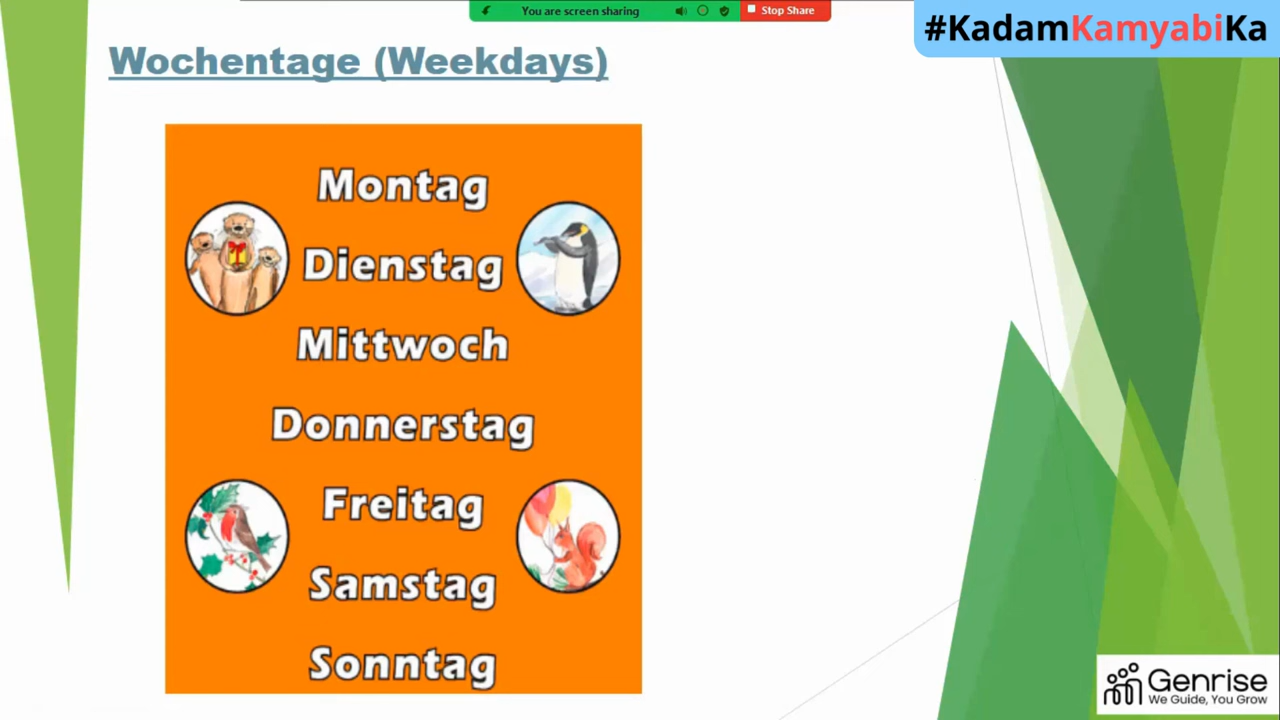 You are screen sharing
Stop Share
#KadamKamyabiKa
Wochentage (Weekdays)
Montag
Dienstag
Mittwoch
Donnerstag
Freitag
Samstag
Sonntag
Genrise
We Guide, You Grow